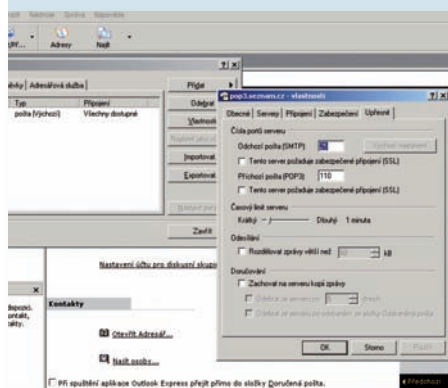 Adresy
Najít
Adresářová služba
Přidat
Typ
Připojení
pošta (Výchozí)
Všechny dostupné
Odebrat
Vlastnosti
Importovat
Exportovat
Zavřít
pop3.seznam.cz - vlastnosti
Obecné
Servery
Připojení
Zabezpečení
Upřesnit
Čísla portů serveru
Odchozí pošta (SMTP):
Tento server požaduje zabezpečené připojení (SSL)
Příchozí pošta (POP3):
110
Tento server požaduje zabezpečené připojení (SSL)
Časový limit serveru
Krátký
Dlouhý
1 minuta
Odesílání
Rozdělovat zprávy větší než
kB
Doručování
Zachovat na serveru kopii zprávy
OK
Storno
Nastavení účtu pro diskusní skupi
Kontakty
Otevřít Adresář...
Najít osobu...
Při spuštění aplikace Outlook Express přejít přímo do složky Doručená pošta.
Předchozí